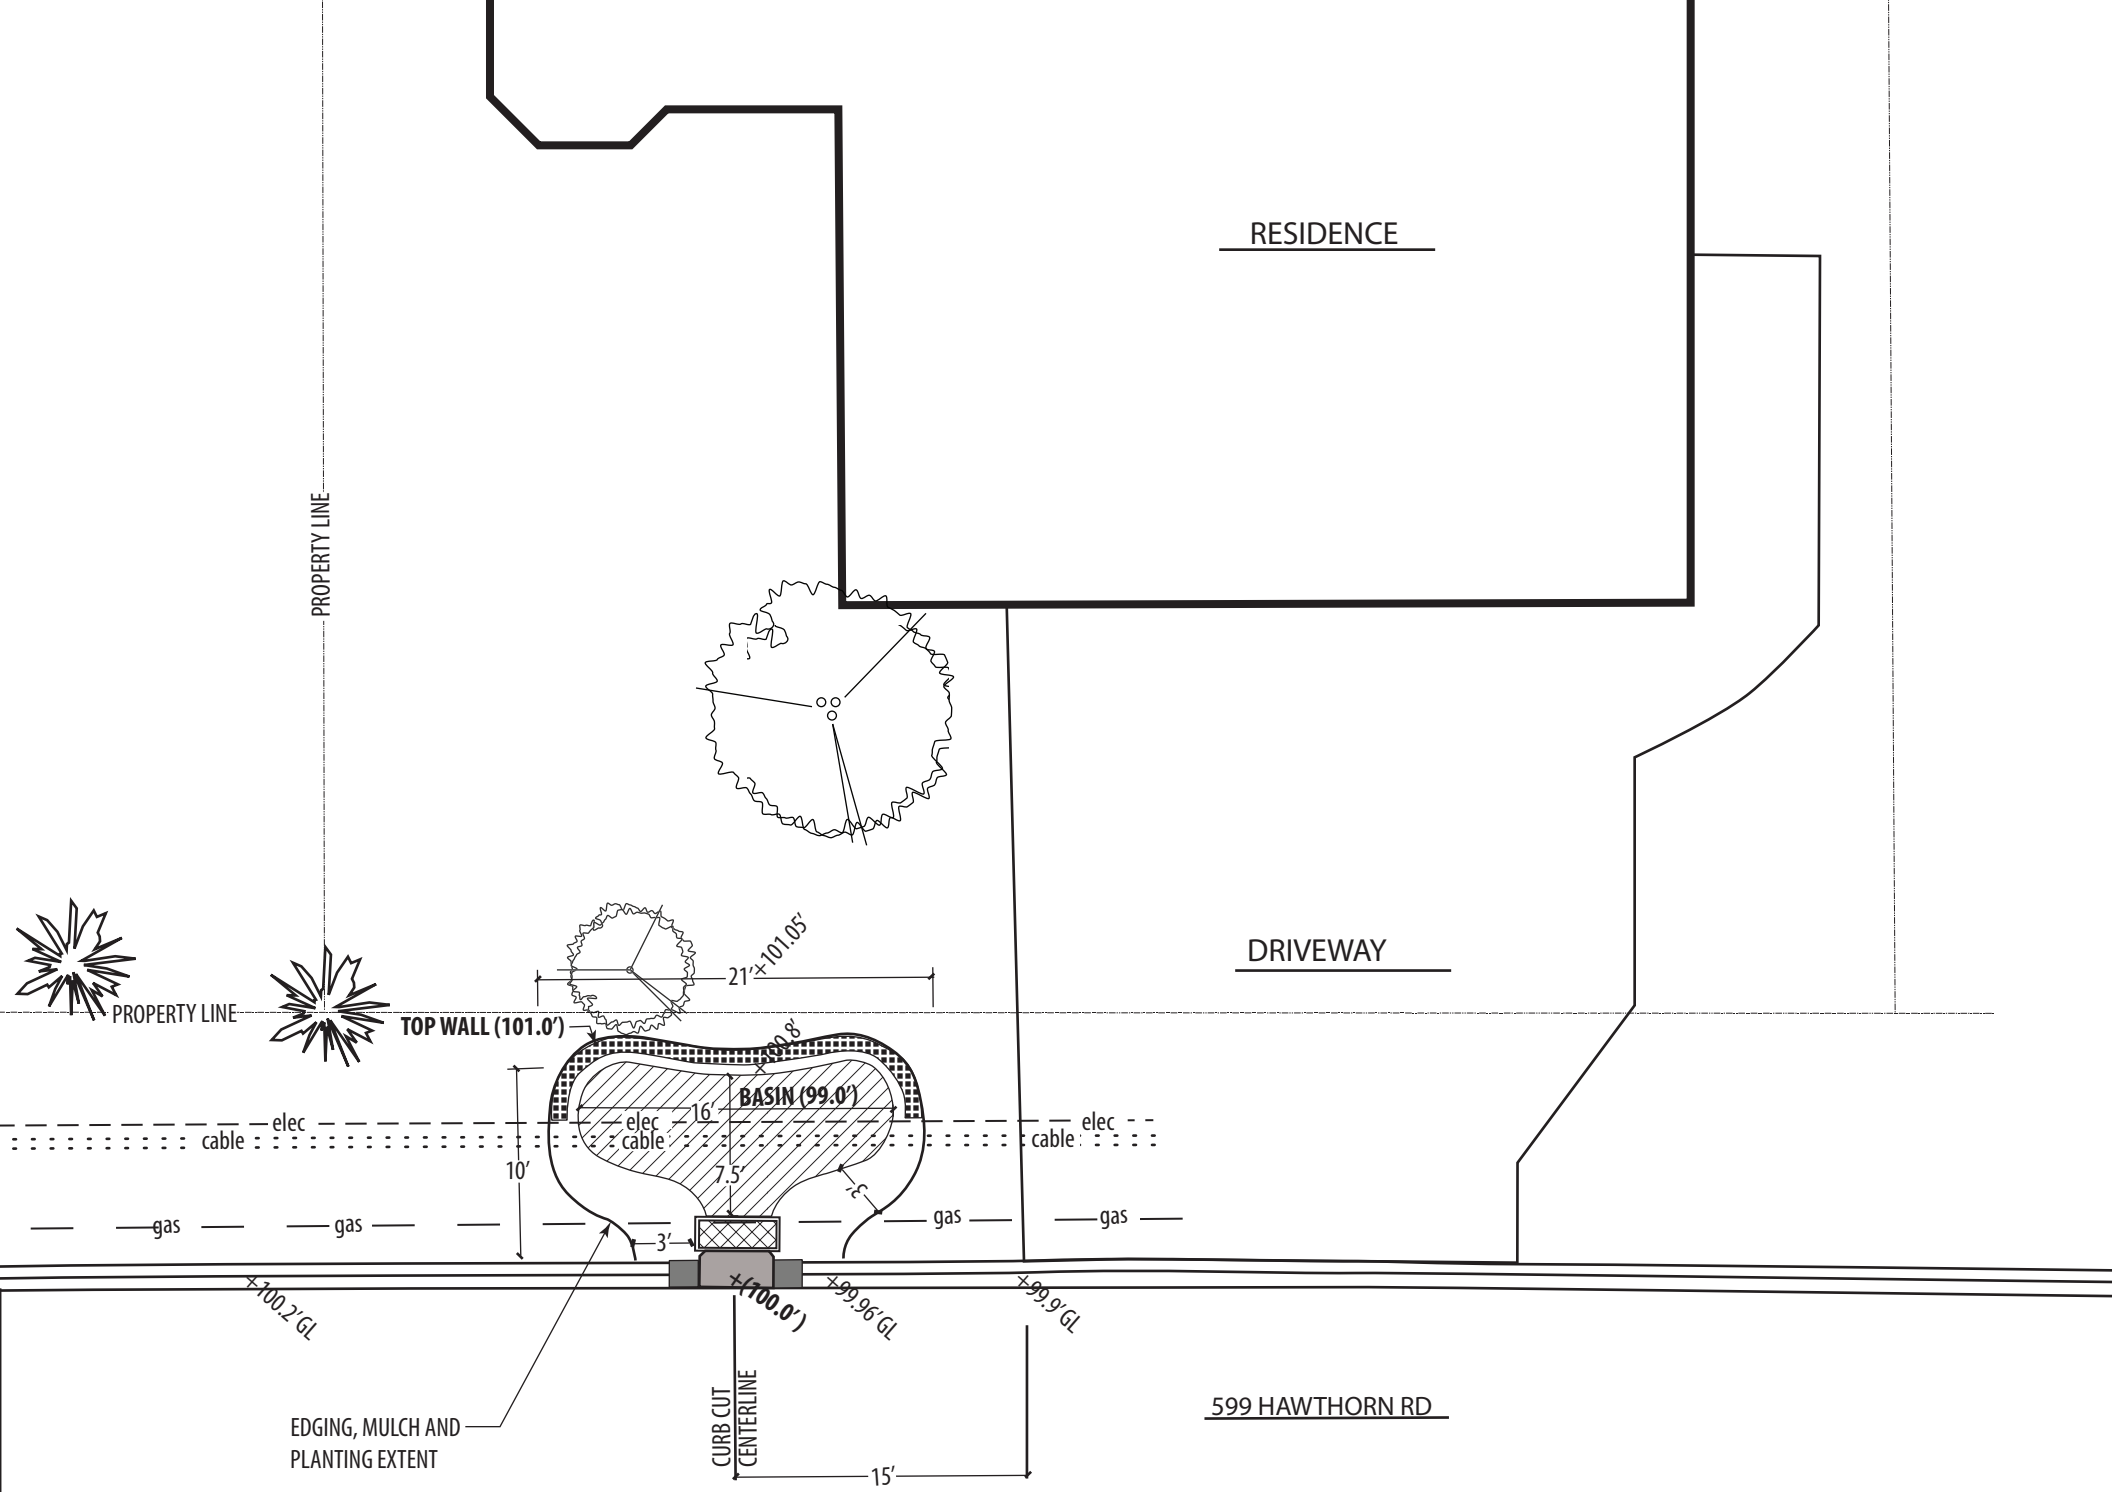 RESIDENCE
PROPERTY LINE
+101.05'
21'
DRIVEWAY
PROPERTY LINE
TOP WALL (101.0')
+100.8'
BASIN (99.0')
16'
elec
elec
elec
cable
cable
cable
10'
7.5'
3'
gas
gas
gas
gas
3'
+100.2' GL
+(100.0')
+99.96' GL
+99.9' GL
CURB CUT
CENTERLINE
599 HAWTHORN RD
EDGING, MULCH AND
PLANTING EXTENT
15'